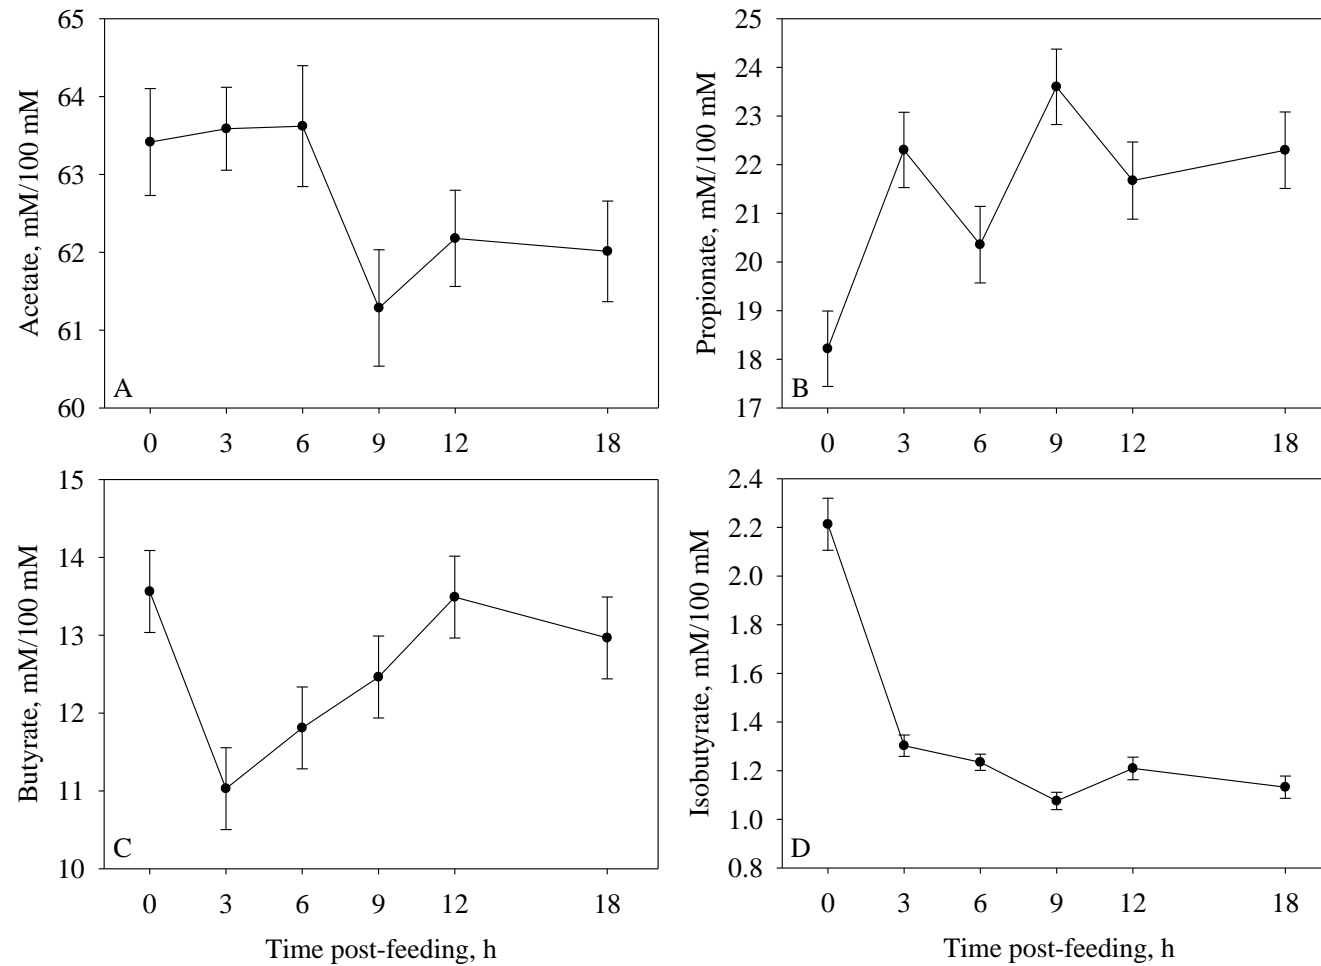 65
64
63
62
61
60
Acetate, mM/100 mM
A
0 3 6 9 12 18
25
24
23
22
21
20
19
18
17
Propionate, mM/100 mM
B
0 3 6 9 12 18
15
14
13
12
11
10
Butyrate, mM/100 mM
C
0 3 6 9 12 18
Time post-feeding, h
2.4
2.2
2.0
1.8
1.6
1.4
1.2
1.0
0.8
Isobutyrate, mM/100 mM
D
0 3 6 9 12 18
Time post-feeding, h